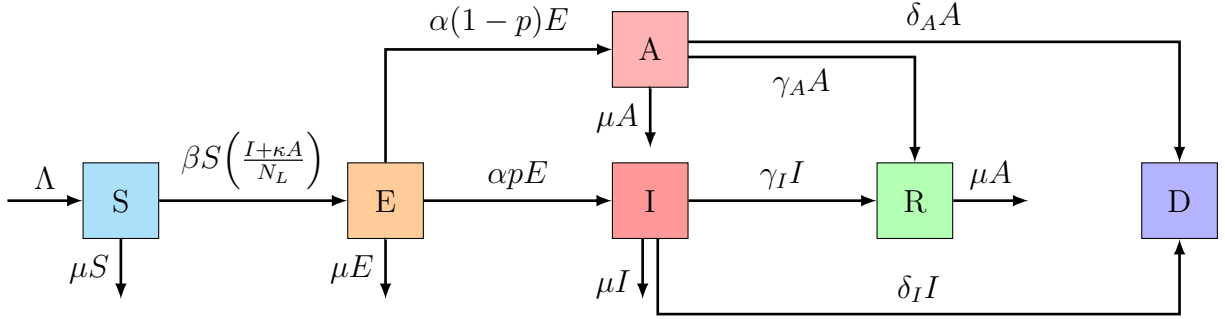 α(1 − p)E
A
δ_A A
γ_A A
μA
Λ
S
βS((I+κA)/N_L)
E
αpE
I
γ_I I
R
μA
D
μS
μE
μI
δ_I I